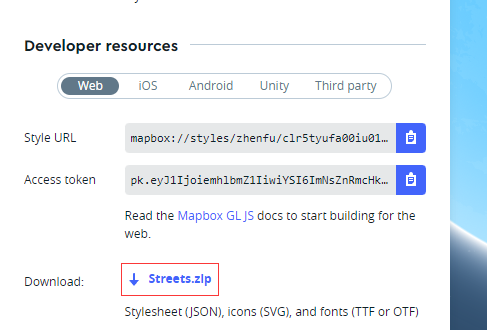 Developer resources
Web iOS Android Unity Third party
Style URL mapbox://styles/zhenfu/clr5tyufa00iu01...
Access token pk.eyJ1IjoiemhlbmZ1IiwiYSI6ImNsZnRmcHk...
Read the Mapbox GL JS docs to start building for the
web.
Download: Streets.zip
Stylesheet (JSON), icons (SVG), and fonts (TTF or OTF)